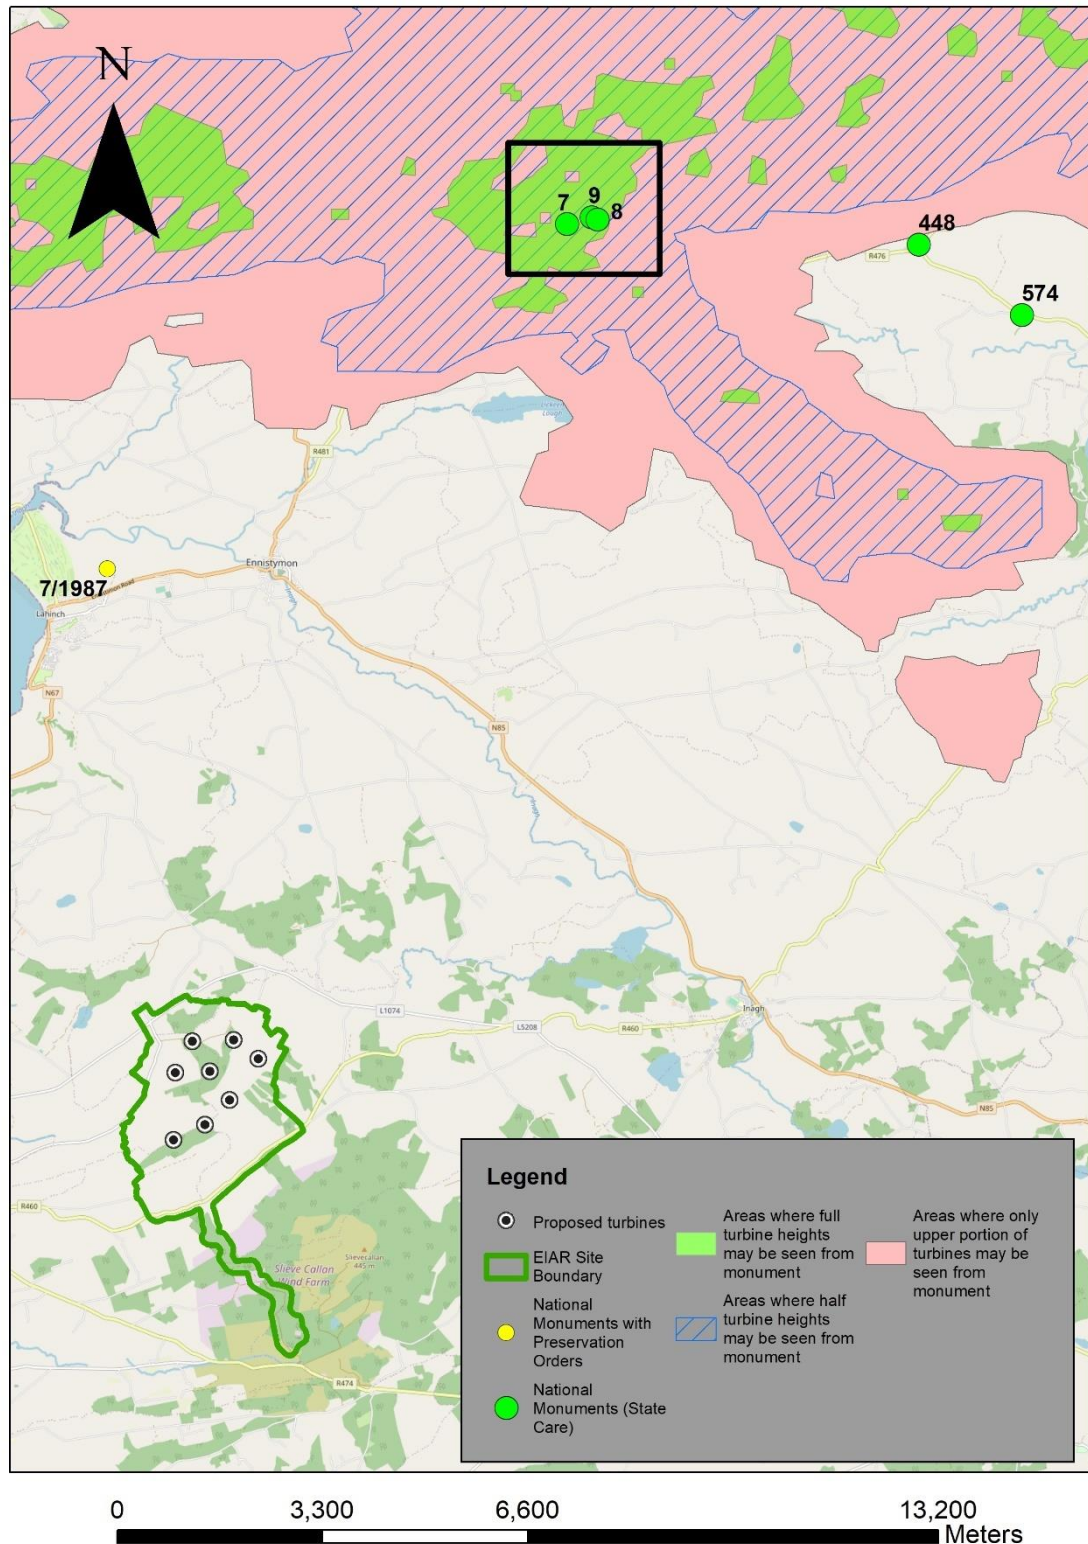 N
7
9
8
448
R476
574
R481
Ennistymon
7/1987
Lahinch
N67
N85
Inagh
L1074
L5208
R460
Inagh
N85
R460
Slievecallan
445 m
Slieve Callan
Wind Farm
R474
Legend
Proposed turbines
EIAR Site
Boundary
National
Monuments with
Preservation
Orders
National
Monuments (State
Care)
Areas where full
turbine heights
may be seen from
monument
Areas where half
turbine heights
may be seen from
monument
Areas where only
upper portion of
turbines may be
seen from
monument
0 3,300 6,600 13,200
Meters